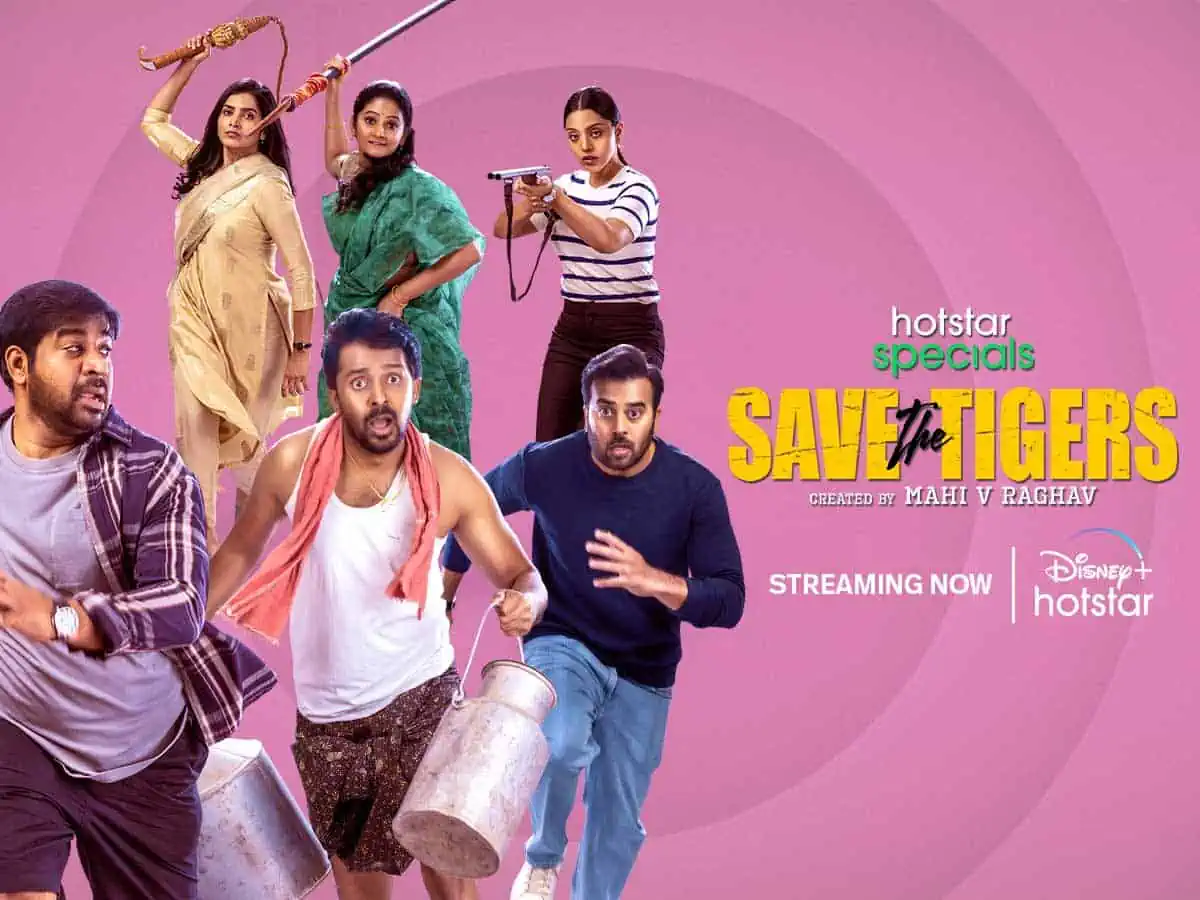 hotstar
specials
SAVE the TIGERS
CREATED BY MAHI V RAGHAV
STREAMING NOW
Disney+
hotstar